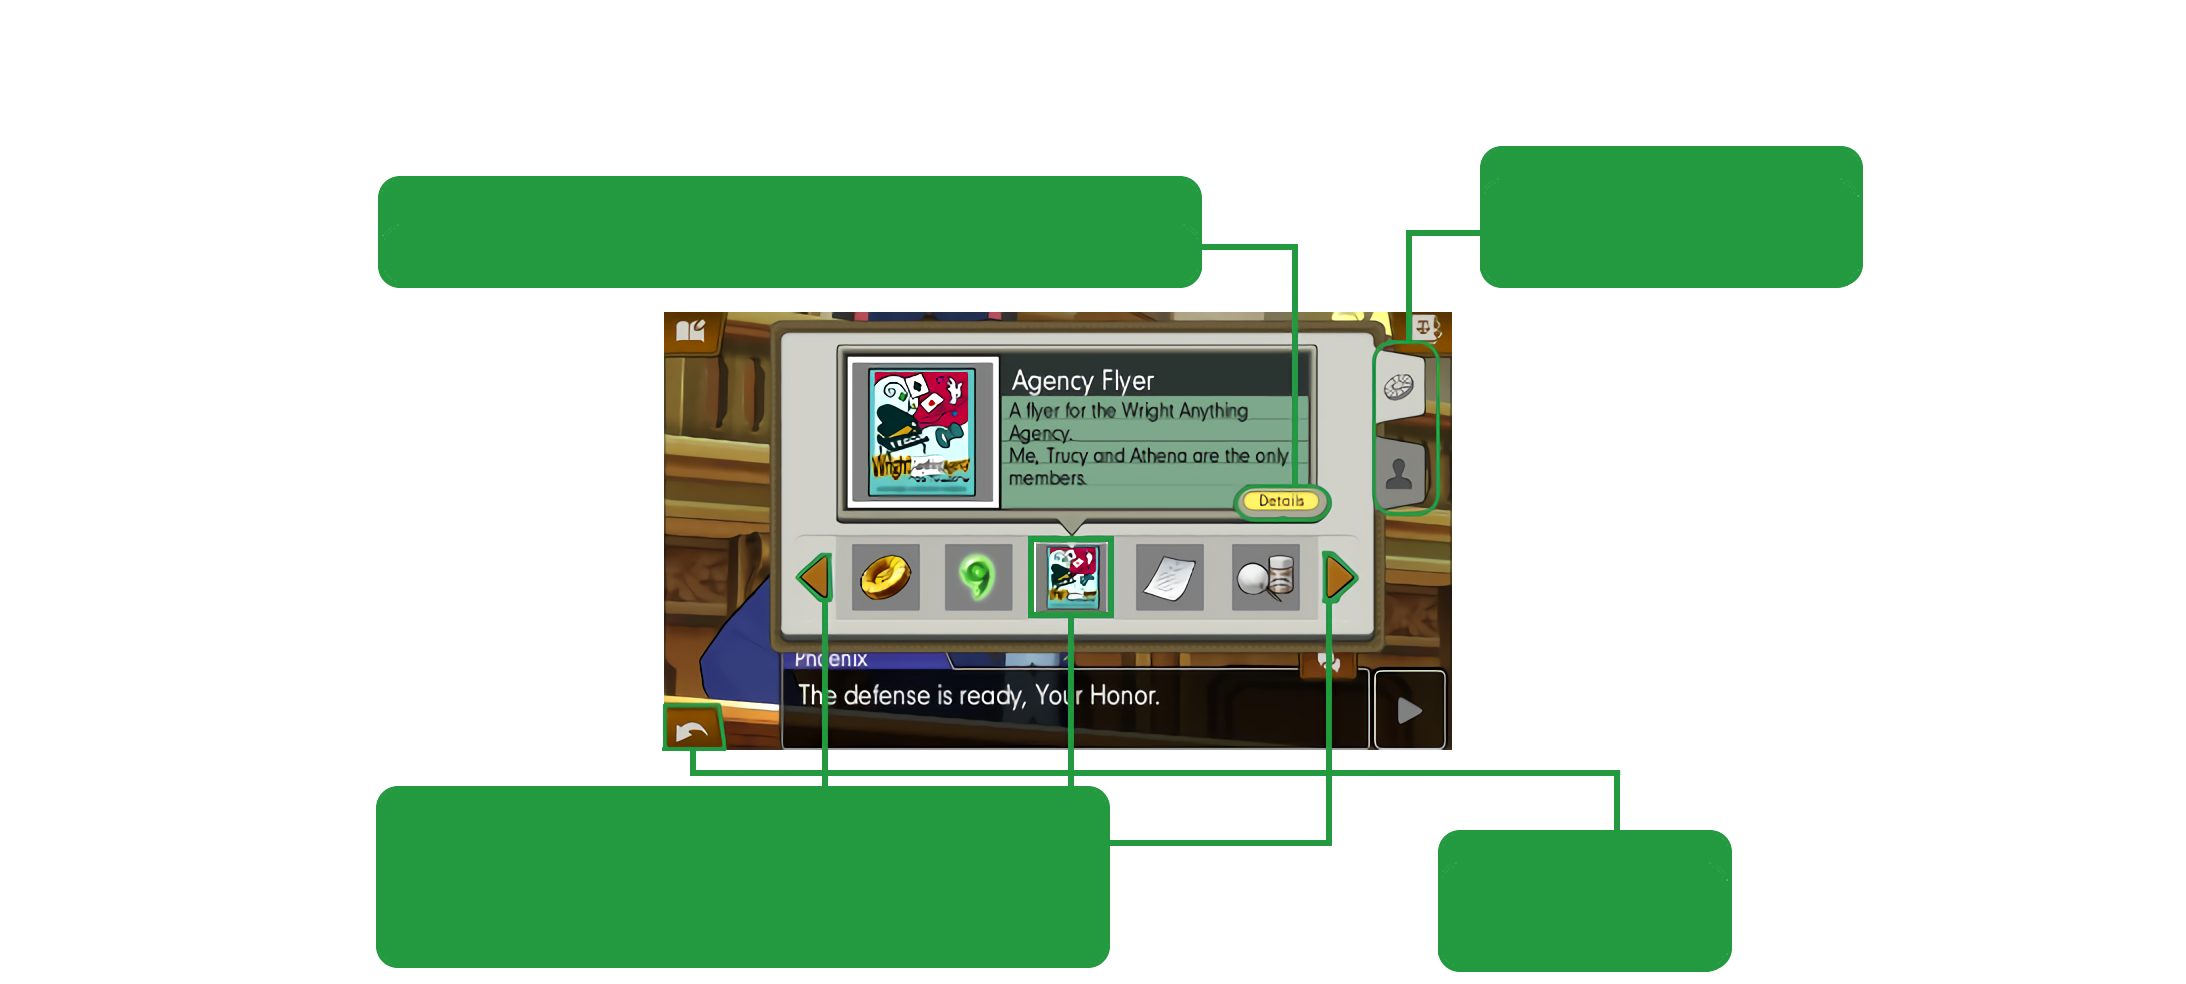 Agency Flyer
A flyer for the Wright Anything
Agency.
Me, Trucy and Athena are the only
members.
Details
Wright
Phoenix
The defense is ready, Your Honor.